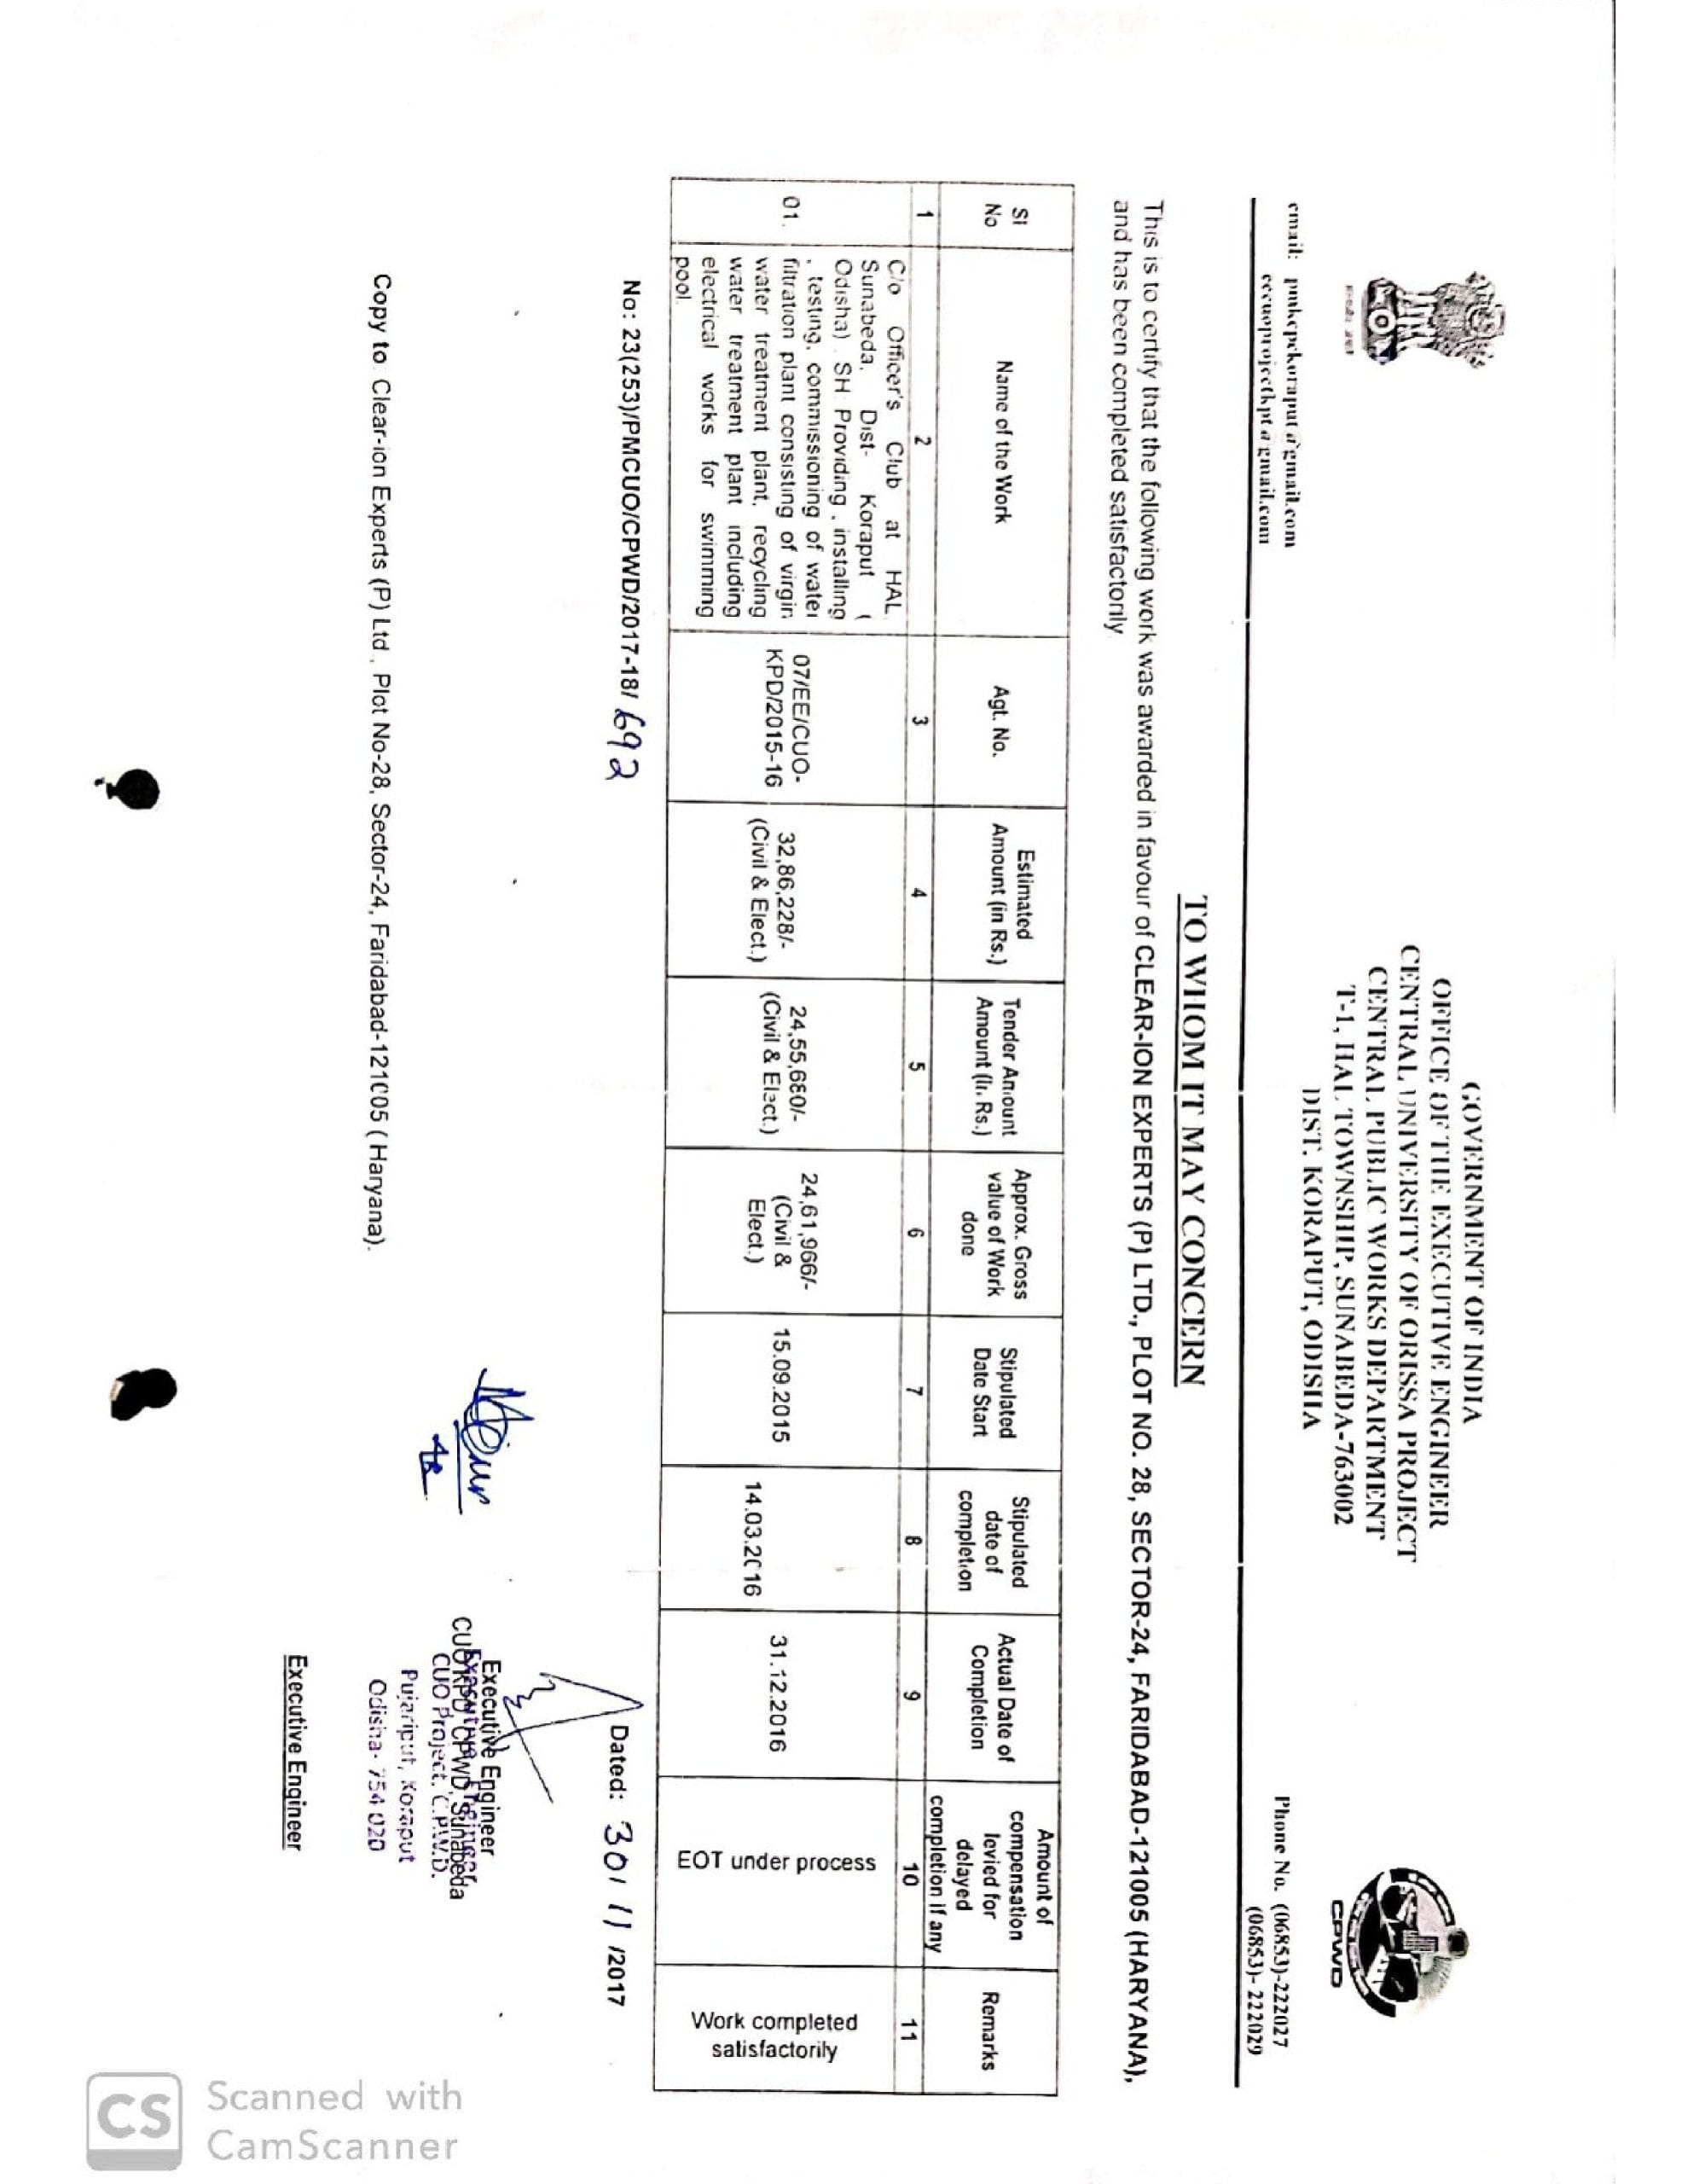 GOVERNMENT OF INDIA
OFFICE OF THE EXECUTIVE ENGINEER
CENTRAL UNIVERSITY OF ORISSA PROJECT
CENTRAL PUBLIC WORKS DEPARTMENT
T-1, HAL TOWNSHIP, SUNABEDA-763002
DIST. KORAPUT, ODISHA
CPWD
email: pmkcpckoraput@gmail.com
eecuoprojectkpt@gmail.com
Phone No. (06853)-222027
(06853)- 222029
TO WHOM IT MAY CONCERN
This is to certify that the following work was awarded in favour of CLEAR-ION EXPERTS (P) LTD., PLOT NO. 28, SECTOR-24, FARIDABAD-121005 (HARYANA),
and has been completed satisfactorily
Sl No
Name of the Work
Agt. No.
Estimated Amount (in Rs.)
Tender Amount Amount (In Rs.)
Approx. Gross value of Work done
Stipulated Date Start
Stipulated date of completion
Actual Date of Completion
Amount of compensation levied for delayed completion if any
Remarks
1 2 3 4 5 6 7 8 9 10 11
01.
C/o Officer's Club at HAL
Sunabeda, Dist- Koraput (
Odisha) . SH: Providing , installing
, testing, commissioning of water
filtration plant consisting of virgin
water treatment plant, recycling
water treatment plant including
electrical works for swimming
pool.
07/EE/CUO-
KPD/2015-16
32,86,228/-
(Civil & Elect.)
24,55,680/-
(Civil & Elect.)
24,61,966/-
(Civil &
Elect.)
15.09.2015
14.03.2016
31.12.2016
EOT under process
Work completed
satisfactorily
No: 23(253)/PMCUO/CPWD/2017-18/ 692
Dated: 30/ 11 /2017
Executive Engineer
CUO KPD CPWD, Sunabeda
Executive Engineer
CUO Project, C.P.W.D.
Pujariput, Koraput
Odisha- 754 020
Copy to: Clear-ion Experts (P) Ltd., Plot No-28, Sector-24, Faridabad-121005 ( Haryana).
Executive Engineer
CS
Scanned with
CamScanner